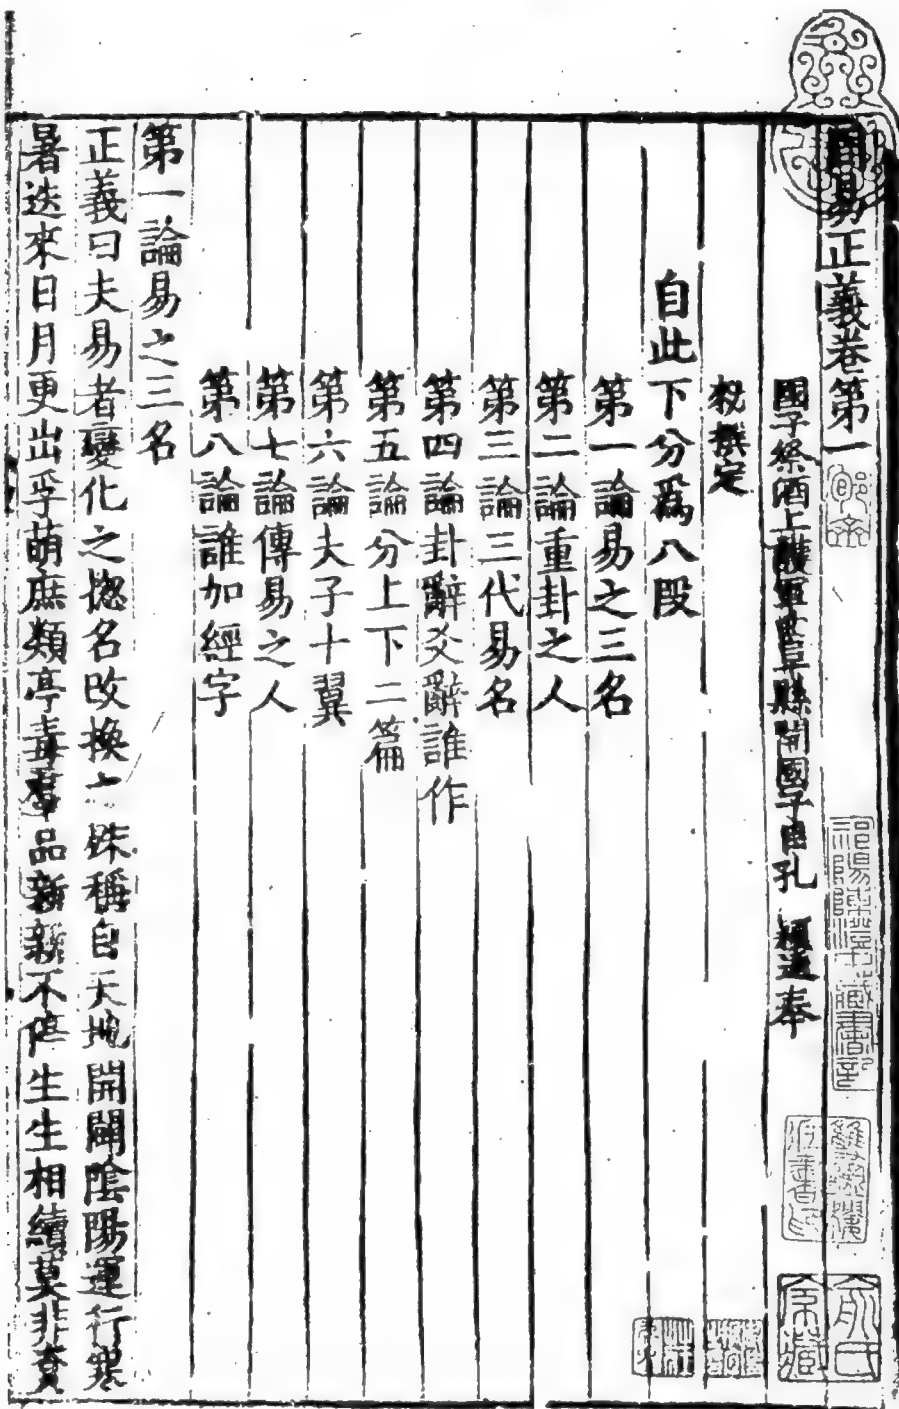 周易正義卷第一
國子祭酒上護軍曲阜縣開國子臣孔穎達奉
勑撰定
自此下分爲八段
第一論易之三名
第二論重卦之人
第三論三代易名
第四論卦辭爻辭誰作
第五論分上下二篇
第六論夫子十翼
第七論傳易之人
第八論誰加經字
第一論易之三名
正義曰夫易者變化之揔名改換之殊稱自天地開闢陰陽運行寒
暑迭來日月更出孚萌庶類亭毒羣品新新不停生生相續莫非資
俞氏家藏